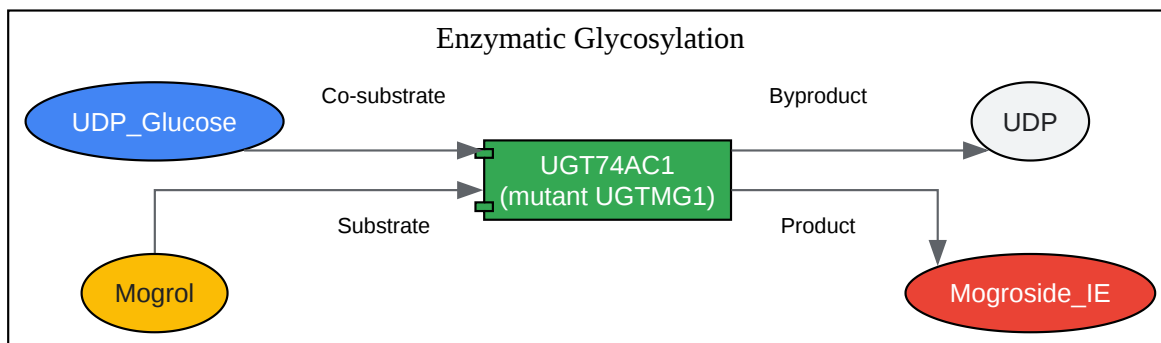 Enzymatic Glycosylation
Co-substrate
Byproduct
UDP_Glucose
UDP
UGT74AC1
(mutant UGTMG1)
Substrate
Product
Mogrol
Mogroside_IE